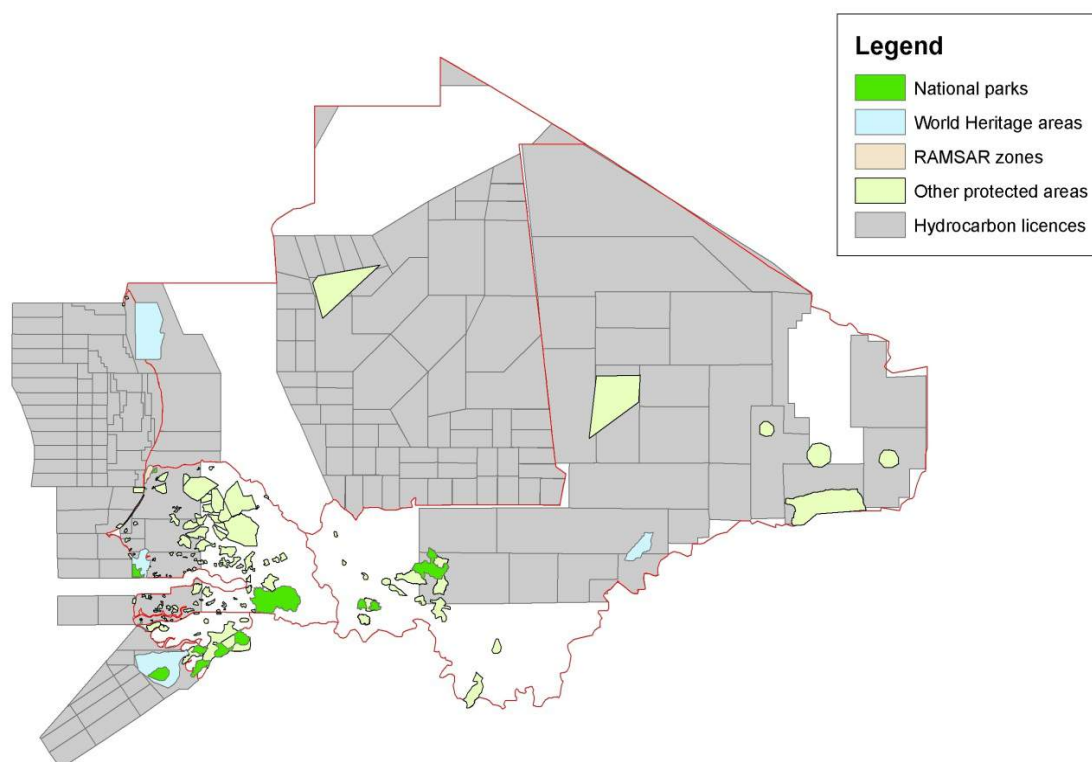 Legend
National parks
World Heritage areas
RAMSAR zones
Other protected areas
Hydrocarbon licences